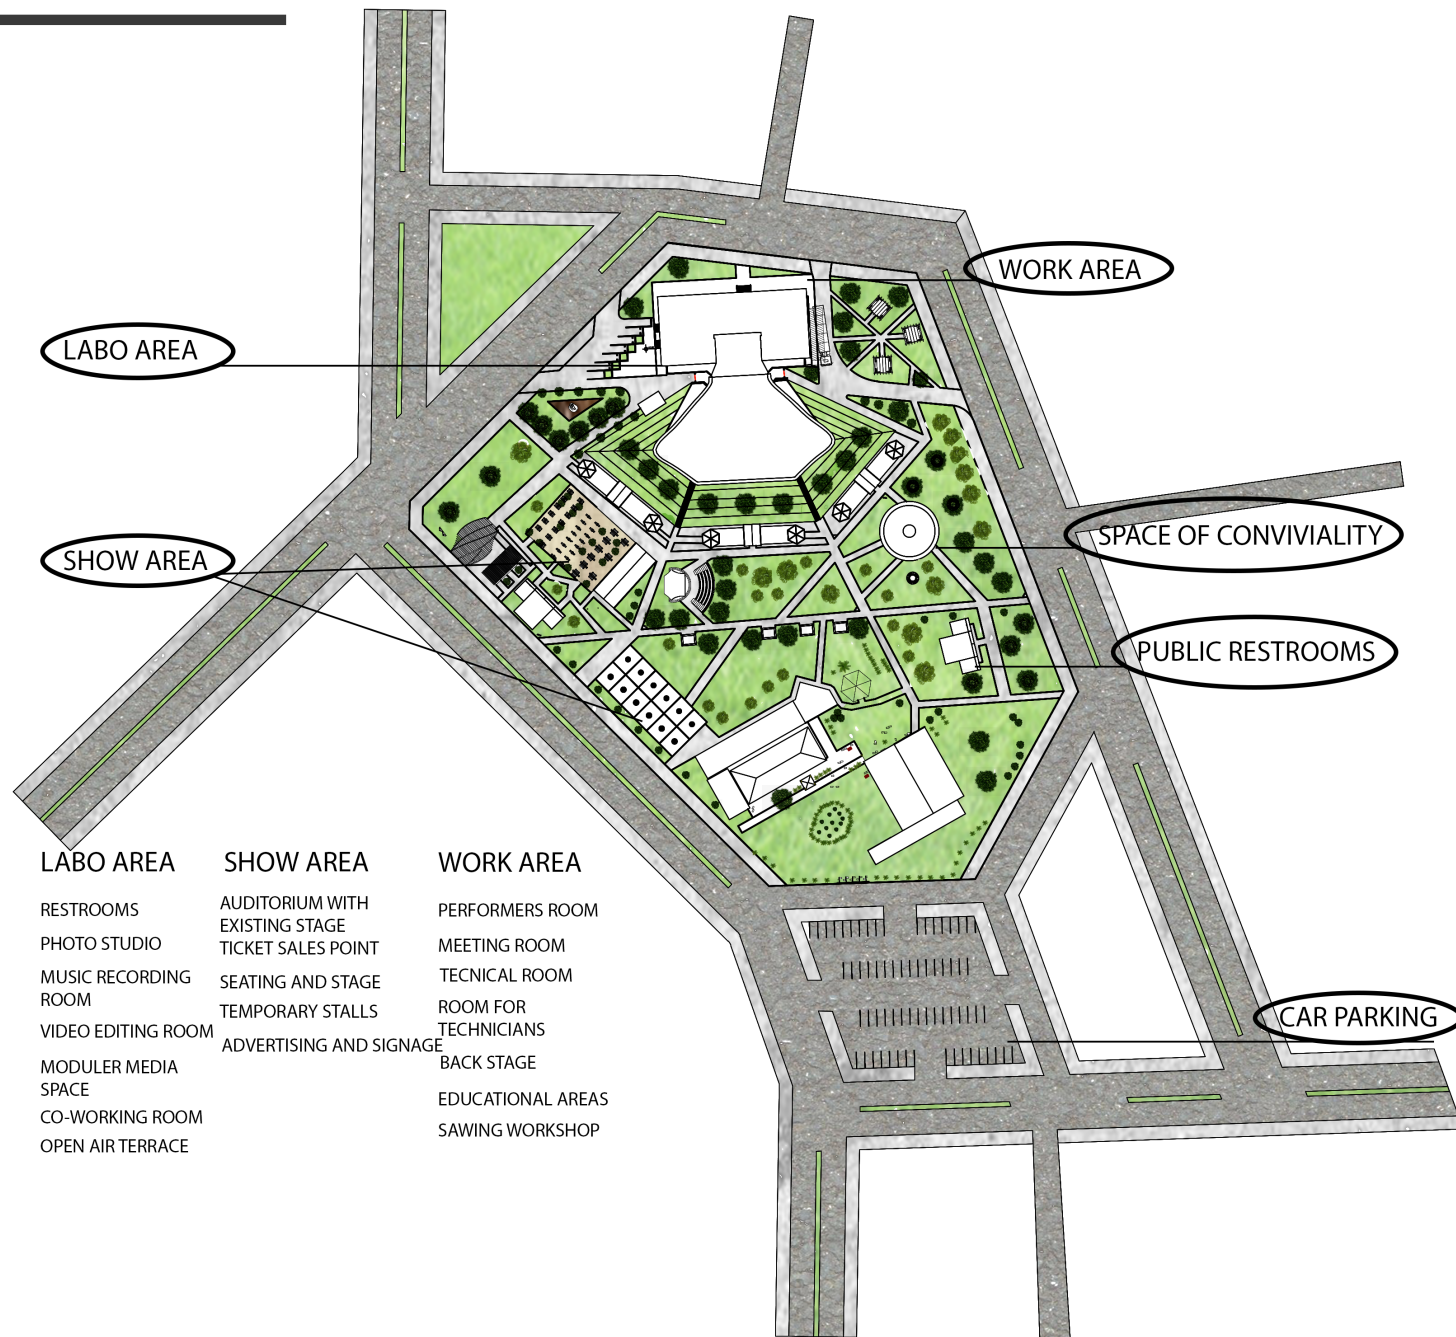 WORK AREA
LABO AREA
SPACE OF CONVIVIALITY
SHOW AREA
PUBLIC RESTROOMS
CAR PARKING
LABO AREA
RESTROOMS
PHOTO STUDIO
MUSIC RECORDING
ROOM
VIDEO EDITING ROOM
MODULER MEDIA
SPACE
CO-WORKING ROOM
OPEN AIR TERRACE
SHOW AREA
AUDITORIUM WITH
EXISTING STAGE
TICKET SALES POINT
SEATING AND STAGE
TEMPORARY STALLS
ADVERTISING AND SIGNAGE
WORK AREA
PERFORMERS ROOM
MEETING ROOM
TECNICAL ROOM
ROOM FOR
TECHNICIANS
BACK STAGE
EDUCATIONAL AREAS
SAWING WORKSHOP